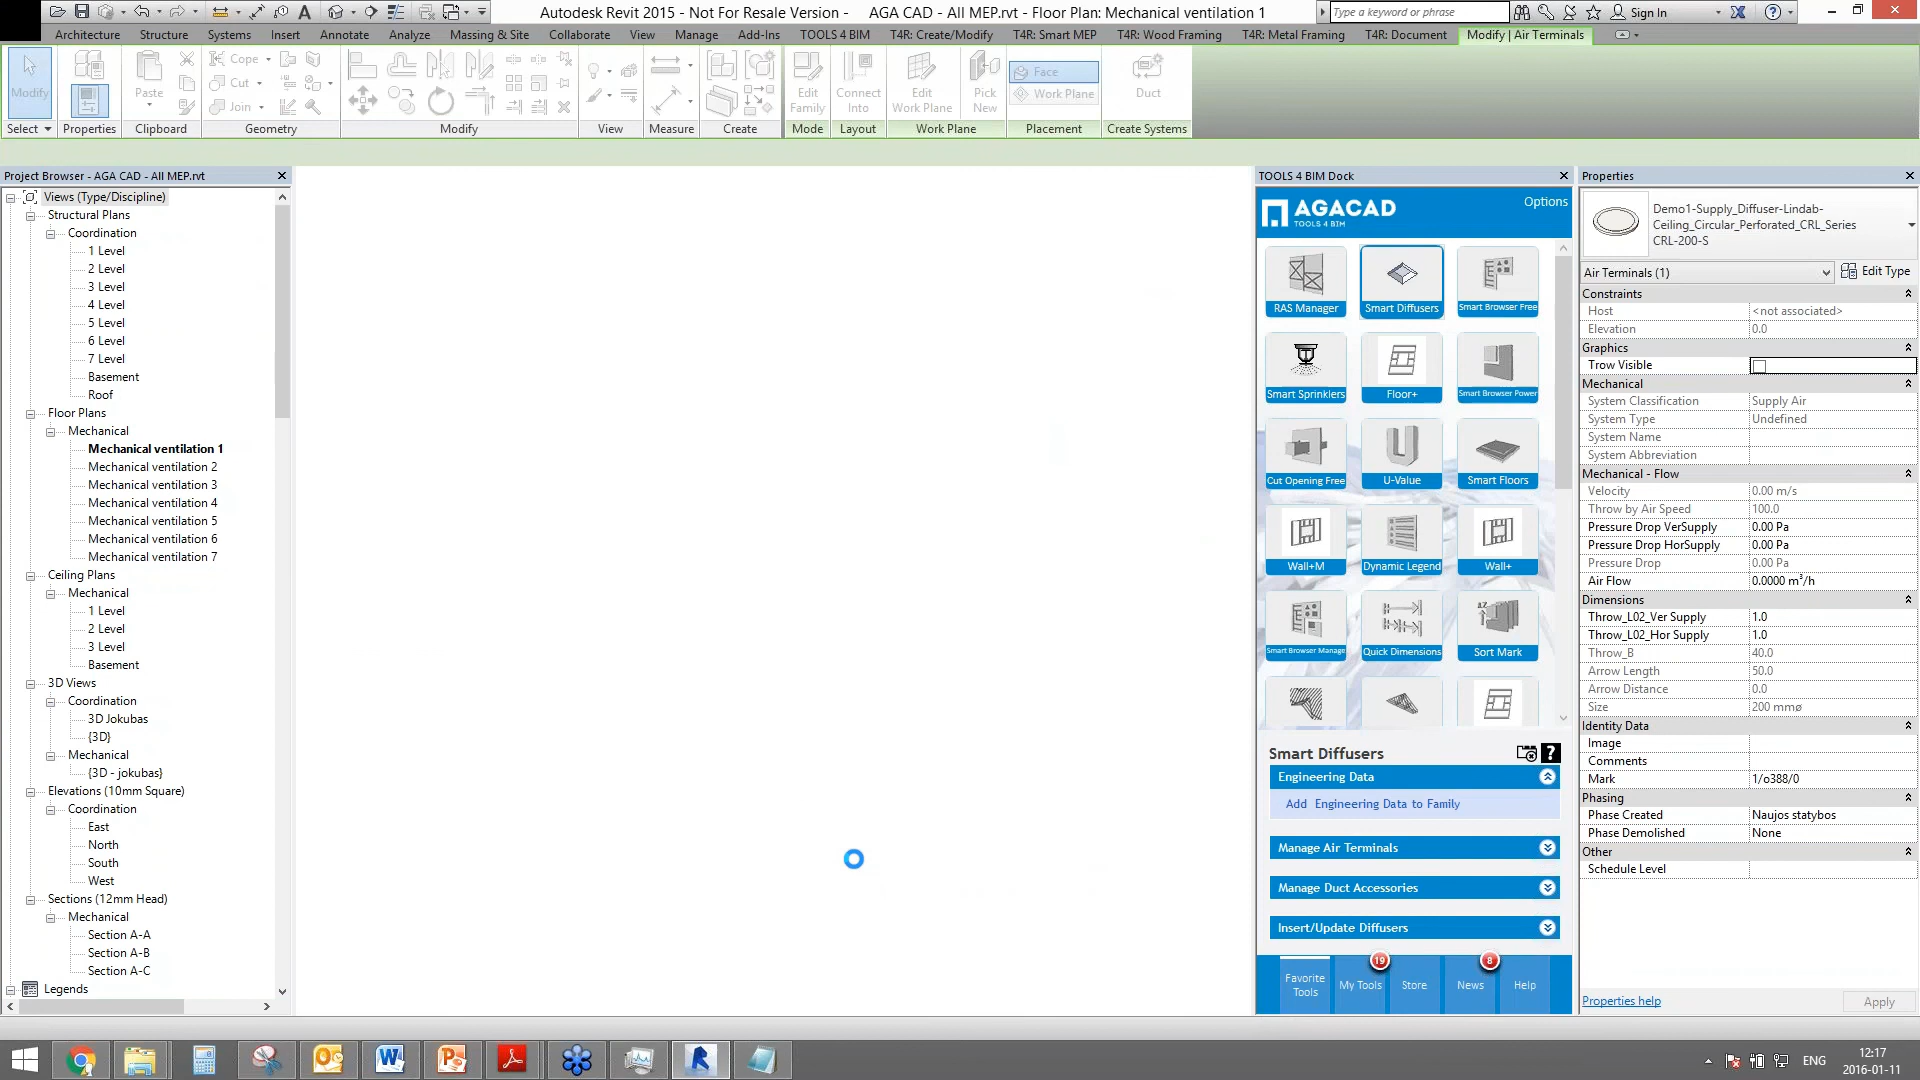 Autodesk Revit 2015 - Not For Resale Version - AGA CAD - All MEP.rvt - Floor Plan: Mechanical ventilation 1
Type a keyword or phrase
Sign In
Architecture Structure Systems Insert Annotate Analyze Massing & Site Collaborate View Manage Add-Ins TOOLS 4 BIM T4R: Create/Modify T4R: Smart MEP T4R: Wood Framing T4R: Metal Framing T4R: Document Modify | Air Terminals
Modify
Paste
Cope
Cut
Join
Edit Family
Connect Into
Edit Work Plane
Pick New
Face
Work Plane
Duct
Select Properties Clipboard Geometry Modify View Measure Create Mode Layout Work Plane Placement Create Systems
Project Browser - AGA CAD - All MEP.rvt
Views (Type/Discipline)
Structural Plans
Coordination
1 Level
2 Level
3 Level
4 Level
5 Level
6 Level
7 Level
Basement
Roof
Floor Plans
Mechanical
Mechanical ventilation 1
Mechanical ventilation 2
Mechanical ventilation 3
Mechanical ventilation 4
Mechanical ventilation 5
Mechanical ventilation 6
Mechanical ventilation 7
Ceiling Plans
Mechanical
1 Level
2 Level
3 Level
Basement
3D Views
Coordination
3D Jokubas
{3D}
Mechanical
{3D - jokubas}
Elevations (10mm Square)
Coordination
East
North
South
West
Sections (12mm Head)
Mechanical
Section A-A
Section A-B
Section A-C
Legends
TOOLS 4 BIM Dock
AGACAD
TOOLS 4 BIM
Options
RAS Manager
Smart Diffusers
Smart Browser Free
Smart Sprinklers
Floor+
Smart Browser Power
Cut Opening Free
U-Value
Smart Floors
Wall+M
Dynamic Legend
Wall+
Smart Browser Manage
Quick Dimensions
Sort Mark
Smart Diffusers
Engineering Data
Add Engineering Data to Family
Manage Air Terminals
Manage Duct Accessories
Insert/Update Diffusers
19
8
Favorite Tools
My Tools
Store
News
Help
Properties
Demo1-Supply_Diffuser-Lindab-
Ceiling_Circular_Perforated_CRL_Series
CRL-200-S
Air Terminals (1)
Edit Type
Constraints
Host <not associated>
Elevation 0.0
Graphics
Trow Visible
Mechanical
System Classification Supply Air
System Type Undefined
System Name
System Abbreviation
Mechanical - Flow
Velocity 0.00 m/s
Throw by Air Speed 100.0
Pressure Drop VerSupply 0.00 Pa
Pressure Drop HorSupply 0.00 Pa
Pressure Drop 0.00 Pa
Air Flow 0.0000 m³/h
Dimensions
Throw_L02_Ver Supply 1.0
Throw_L02_Hor Supply 1.0
Throw_B 40.0
Arrow Length 50.0
Arrow Distance 0.0
Size 200 mmø
Identity Data
Image
Comments
Mark 1/o388/0
Phasing
Phase Created Naujos statybos
Phase Demolished None
Other
Schedule Level
Properties help
Apply
ENG
12:17
2016-01-11